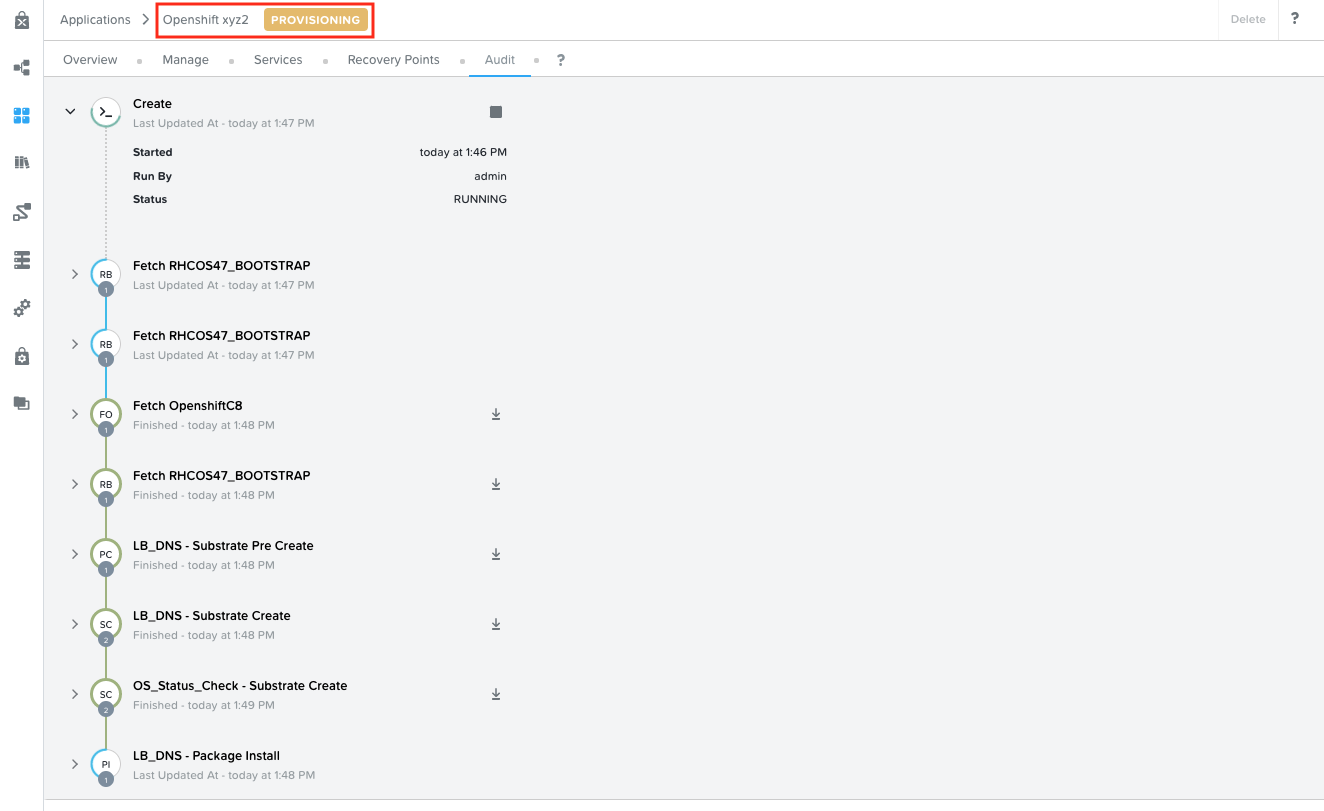 Applications > Openshift xyz2 PROVISIONING Delete ?
Overview Manage Services Recovery Points Audit ?
Create
Last Updated At - today at 1:47 PM
Started today at 1:46 PM
Run By admin
Status RUNNING
RB Fetch RHCOS47_BOOTSTRAP
1 Last Updated At - today at 1:47 PM
RB Fetch RHCOS47_BOOTSTRAP
1 Last Updated At - today at 1:47 PM
FO Fetch OpenshiftC8
1 Finished - today at 1:48 PM
RB Fetch RHCOS47_BOOTSTRAP
1 Finished - today at 1:48 PM
PC LB_DNS - Substrate Pre Create
1 Finished - today at 1:48 PM
SC LB_DNS - Substrate Create
2 Finished - today at 1:48 PM
SC OS_Status_Check - Substrate Create
2 Finished - today at 1:49 PM
PI LB_DNS - Package Install
1 Last Updated At - today at 1:48 PM